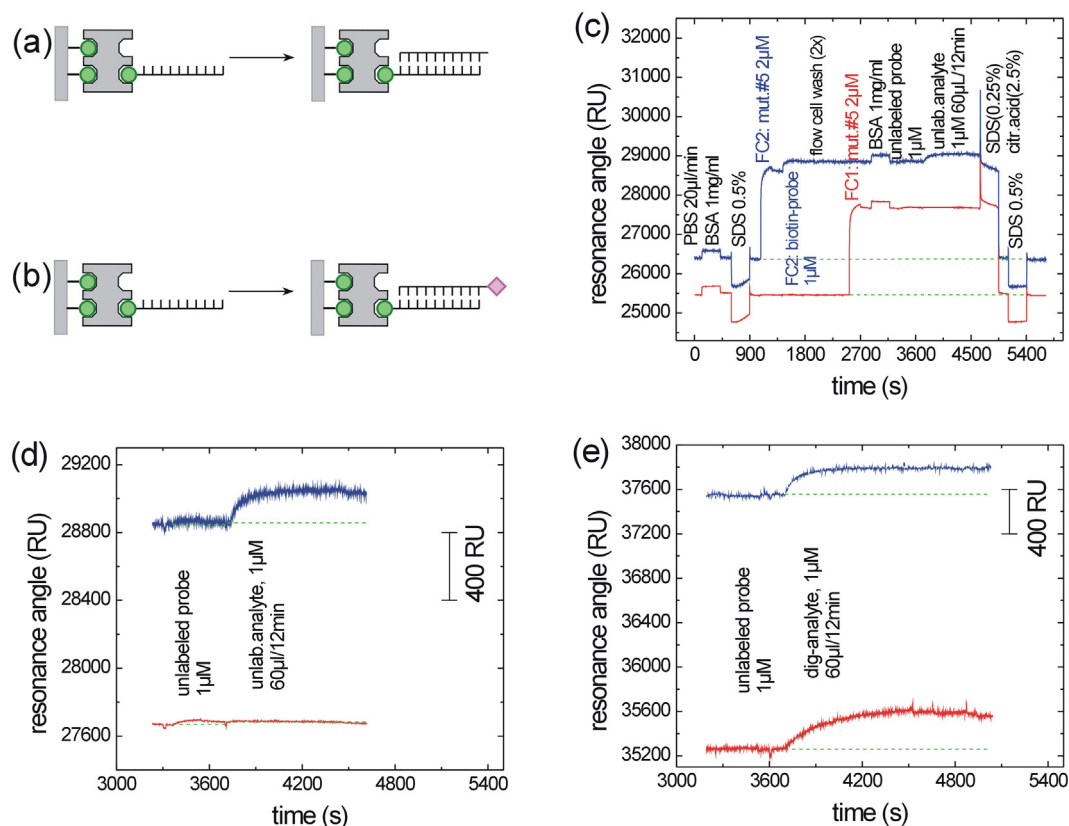 (a)
(b)
(c)
resonance angle (RU)
32000
31000
30000
29000
28000
27000
26000
25000
PBS 20µl/min
BSA 1mg/ml
SDS 0.5%
FC2: mut.#5 2µM
FC2: biotin-probe
1µM
flow cell wash (2x)
FC1: mut.#5 2µM
BSA 1mg/ml
unlabeled probe
1µM
unlab.analyte
1µM 60µL/12min
SDS(0.25%)
citr.acid(2.5%)
SDS 0.5%
0 900 1800 2700 3600 4500 5400
time (s)
(d)
resonance angle (RU)
29200
28800
28400
28000
27600
unlabeled probe
1µM
unlab.analyte, 1µM
60µl/12min
400 RU
3000 3600 4200 4800 5400
time (s)
(e)
resonance angle (RU)
38000
37600
37200
36800
36400
36000
35600
35200
unlabeled probe
1µM
dig-analyte, 1µM
60µl/12min
400 RU
3000 3600 4200 4800 5400
time (s)